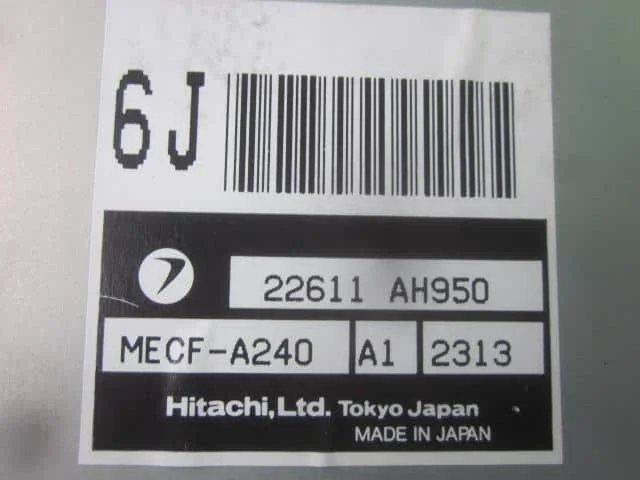 6J
22611 AH950
MECF-A240 A1 2313
Hitachi,Ltd. Tokyo Japan
MADE IN JAPAN